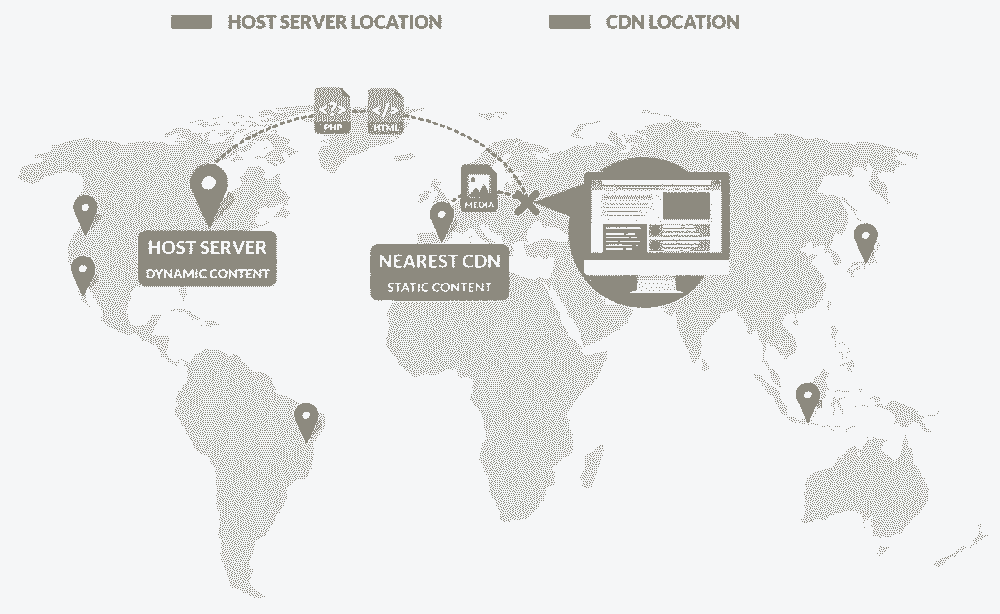 HOST SERVER LOCATION
CDN LOCATION
<?>
</>
PHP
HTML
MEDIA
HOST SERVER
DYNAMIC CONTENT
NEAREST CDN
STATIC CONTENT